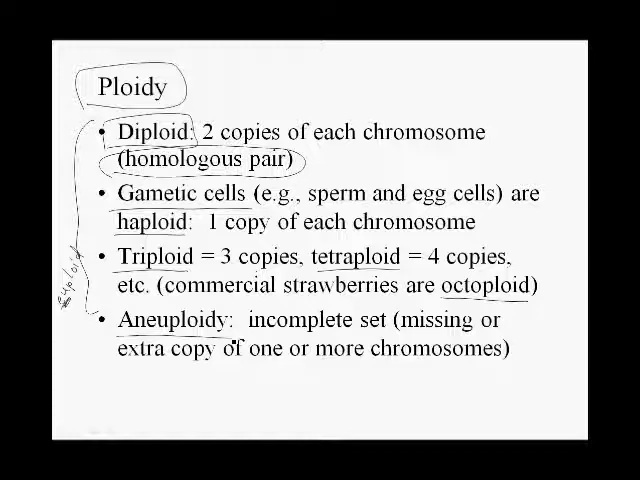 Ploidy
• Diploid: 2 copies of each chromosome
(homologous pair)
• Gametic cells (e.g., sperm and egg cells) are
haploid: 1 copy of each chromosome
• Triploid = 3 copies, tetraploid = 4 copies,
etc. (commercial strawberries are octoploid)
• Aneuploidy: incomplete set (missing or
extra copy of one or more chromosomes)
Euploid